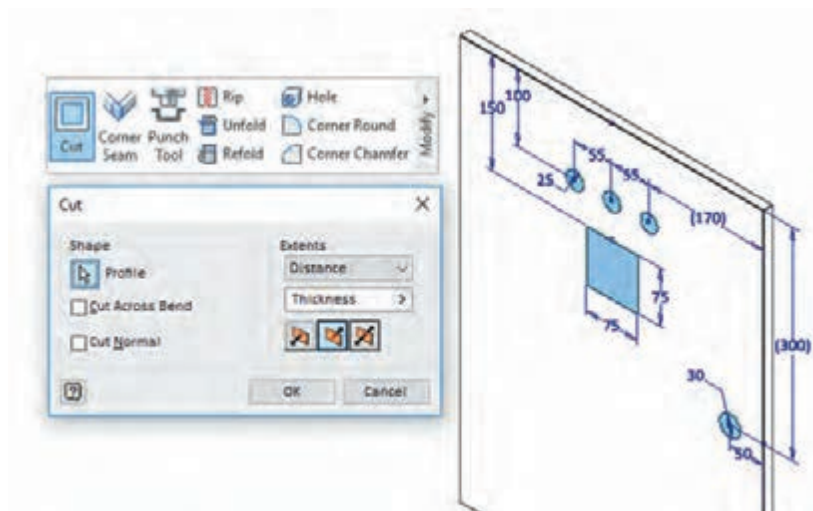 Cut
Corner Seam
Punch Tool
Rip
Unfold
Refold
Hole
Corner Round
Corner Chamfer
Modify
Cut
Shape
Profile
Cut Across Bend
Cut Normal
Extents
Distance
Thickness
OK
Cancel
150
100
55
55
25
(170)
75
75
(300)
30
50